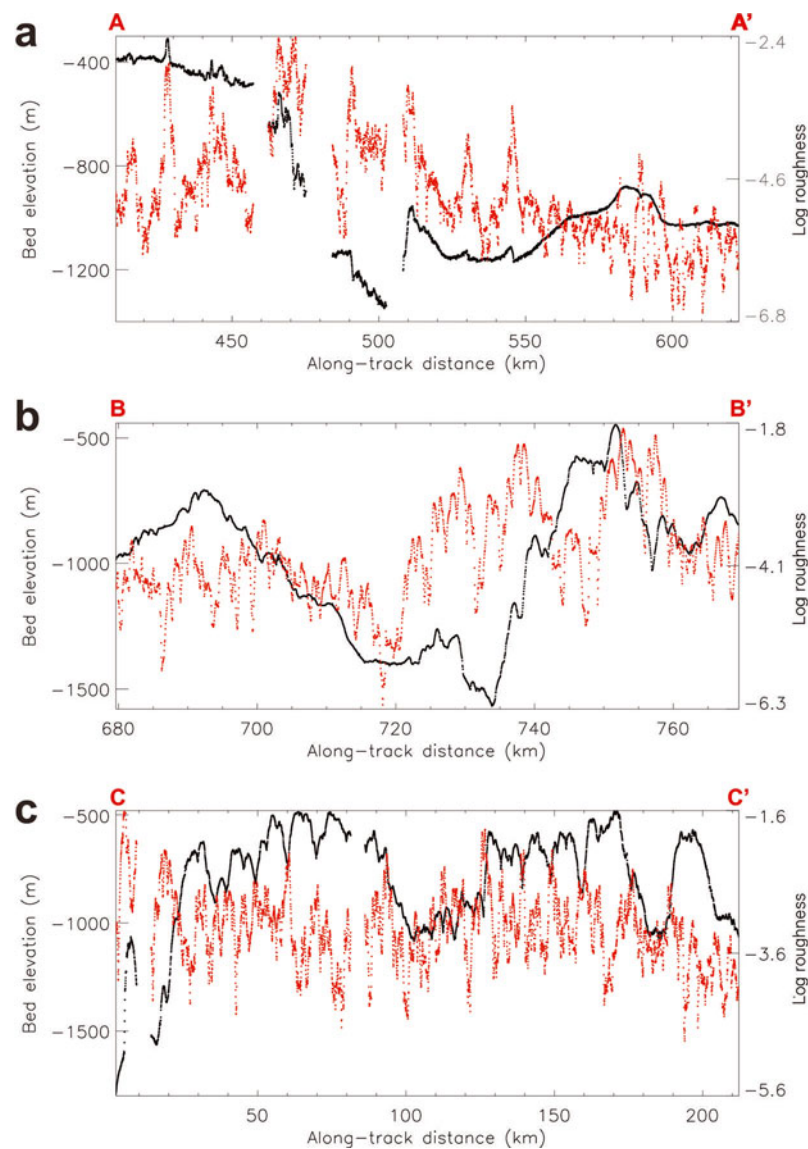 a
A
A'
−400
−800
−1200
Bed elevation (m)
−2.4
−4.6
−6.8
Log roughness
450
500
550
600
Along−track distance (km)
b
B
B'
−500
−1000
−1500
Bed elevation (m)
−1.8
−4.1
−6.3
Log roughness
680
700
720
740
760
Along−track distance (km)
c
C
C'
−500
−1000
−1500
Bed elevation (m)
−1.6
−3.6
−5.6
Log roughness
50
100
150
200
Along−track distance (km)